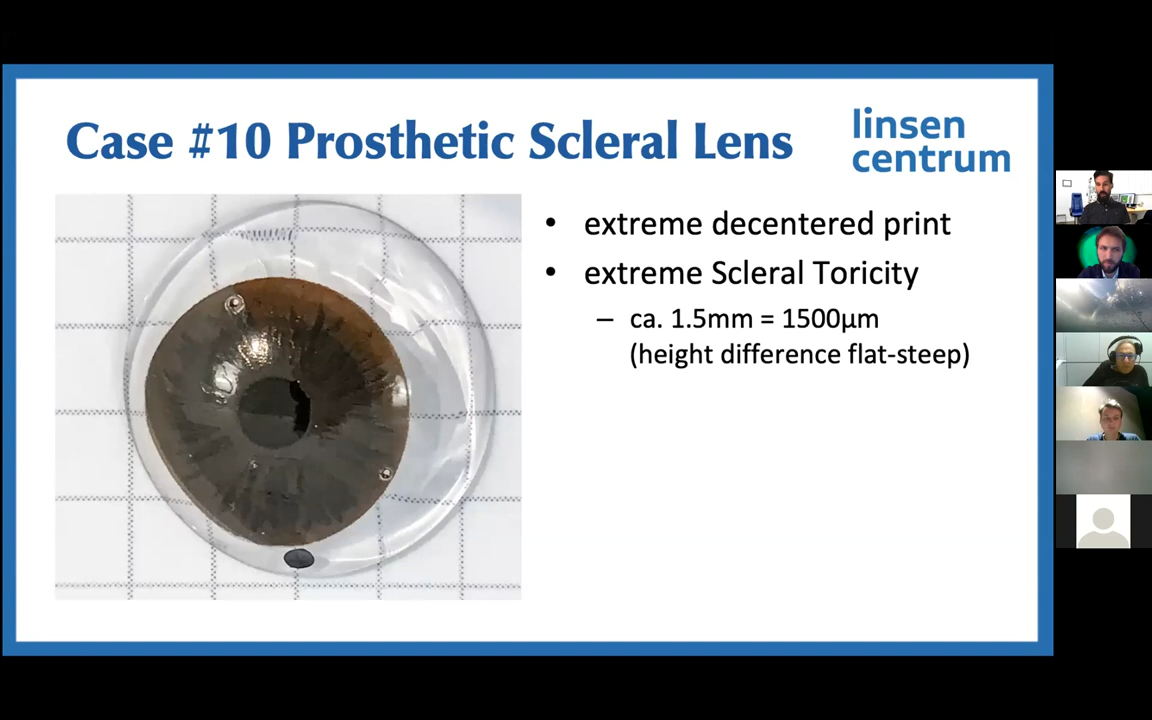 Case #10 Prosthetic Scleral Lens
linsen
centrum
• extreme decentered print
• extreme Scleral Toricity
– ca. 1.5mm = 1500µm
(height difference flat-steep)